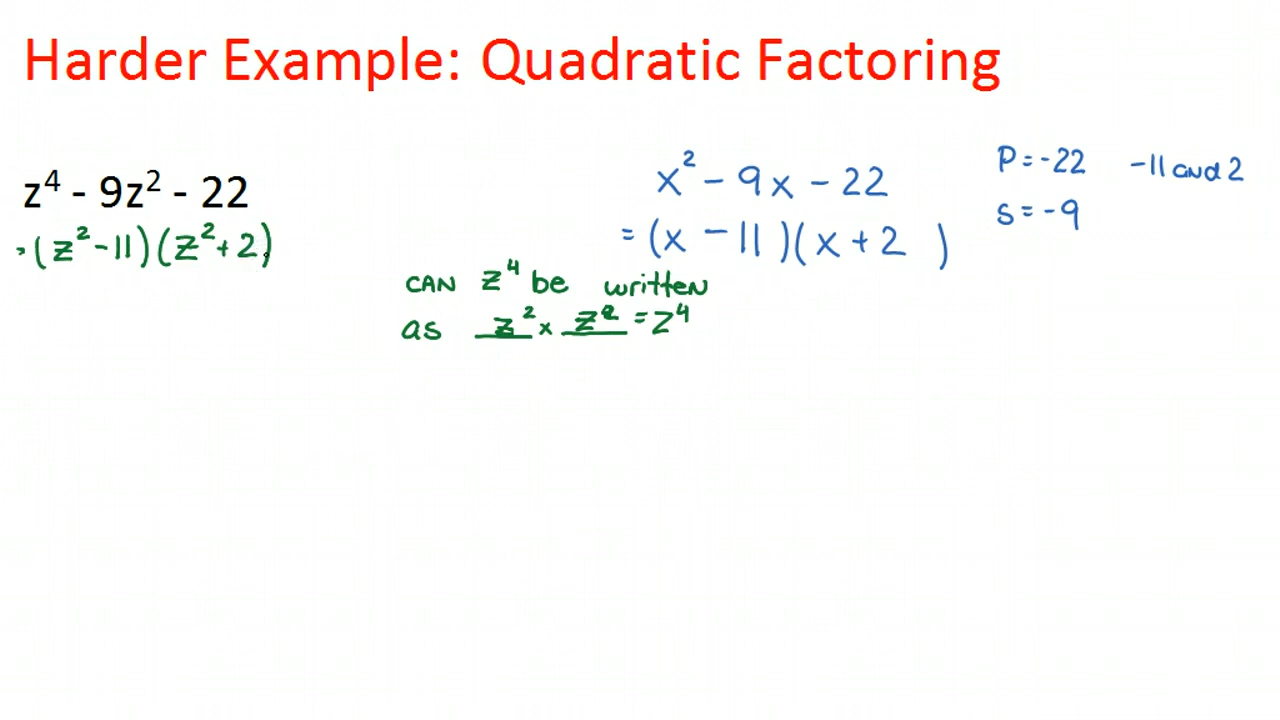 Harder Example: Quadratic Factoring
z⁴ - 9z² - 22
= (z² - 11)(z² + 2)
x² - 9x - 22
= (x - 11)(x + 2 )
P = -22 -11 and 2
S = -9
CAN z⁴ be written
as z² x z² = z⁴